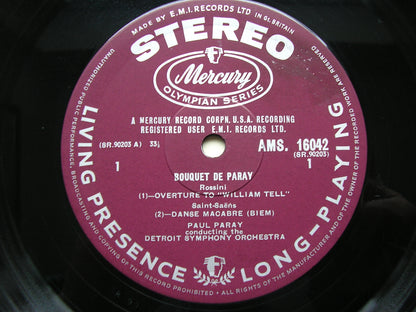 MADE BY E.M.I. RECORDS LTD IN GT. BRITAIN
STEREO
Mercury
OLYMPIAN SERIES
A MERCURY RECORD CORPN. U.S.A. RECORDING
REGISTERED USER E.M.I. RECORDS LTD.
(SR.90203 A) 33⅓
AMS. 16042
(SR.90203)
1
1
BOUQUET DE PARAY
Rossini
(1)—OVERTURE TO "WILLIAM TELL"
Saint-Saëns
(2)—DANSE MACABRE (BIEM)
PAUL PARAY
conducting the
DETROIT SYMPHONY ORCHESTRA
LIVING PRESENCE
LONG-PLAYING
UNAUTHORIZED PUBLIC PERFORMANCE, BROADCASTING AND COPYING OF THIS RECORD PROHIBITED • ALL RIGHTS OF THE MANUFACTURER AND OF THE OWNER OF THE RECORDED WORK RESERVED